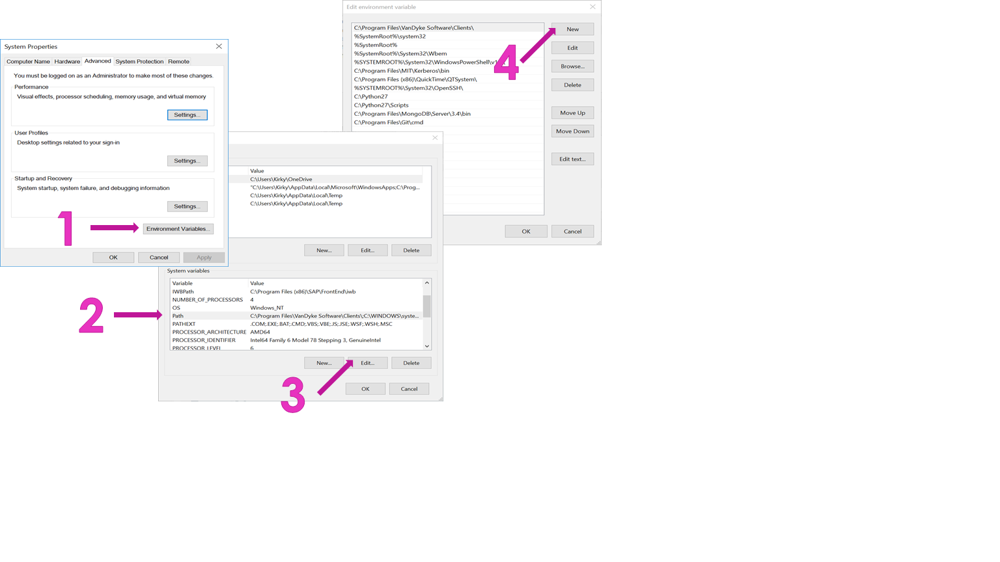 System Properties
Computer Name Hardware Advanced System Protection Remote
You must be logged on as an Administrator to make most of these changes.
Performance
Visual effects, processor scheduling, memory usage, and virtual memory
Settings...
User Profiles
Desktop settings related to your sign-in
Settings...
Startup and Recovery
System startup, system failure, and debugging information
Settings...
1
Environment Variables...
OK Cancel Apply
Value
C:\Users\Kirky\OneDrive
"C:\Users\Kirky\AppData\Local\Microsoft\WindowsApps;C:\Prog...
C:\Users\Kirky\AppData\Local\Temp
C:\Users\Kirky\AppData\Local\Temp
New... Edit... Delete
System variables
Variable Value
IWBPath C:\Program Files (x86)\SAP\FrontEnd\iwb
NUMBER_OF_PROCESSORS 4
OS Windows_NT
2
Path C:\Program Files\VanDyke Software\Clients\;C:\WINDOWS\syste...
PATHEXT .COM;.EXE;.BAT;.CMD;.VBS;.VBE;.JS;.JSE;.WSF;.WSH;.MSC
PROCESSOR_ARCHITECTURE AMD64
PROCESSOR_IDENTIFIER Intel64 Family 6 Model 78 Stepping 3, GenuineIntel
PROCESSOR_LEVEL 6
New... Edit... Delete
3
OK Cancel
Edit environment variable
C:\Program Files\VanDyke Software\Clients\
%SystemRoot%\system32
%SystemRoot%
%SystemRoot%\System32\Wbem
%SYSTEMROOT%\System32\WindowsPowerShell\v1
C:\Program Files\MIT\Kerberos\bin
C:\Program Files (x86)\QuickTime\QTSystem\
%SYSTEMROOT%\System32\OpenSSH\
C:\Python27
C:\Python27\Scripts
C:\Program Files\MongoDB\Server\3.4\bin
C:\Program Files\Git\cmd
4
New
Edit
Browse...
Delete
Move Up
Move Down
Edit text...
OK Cancel